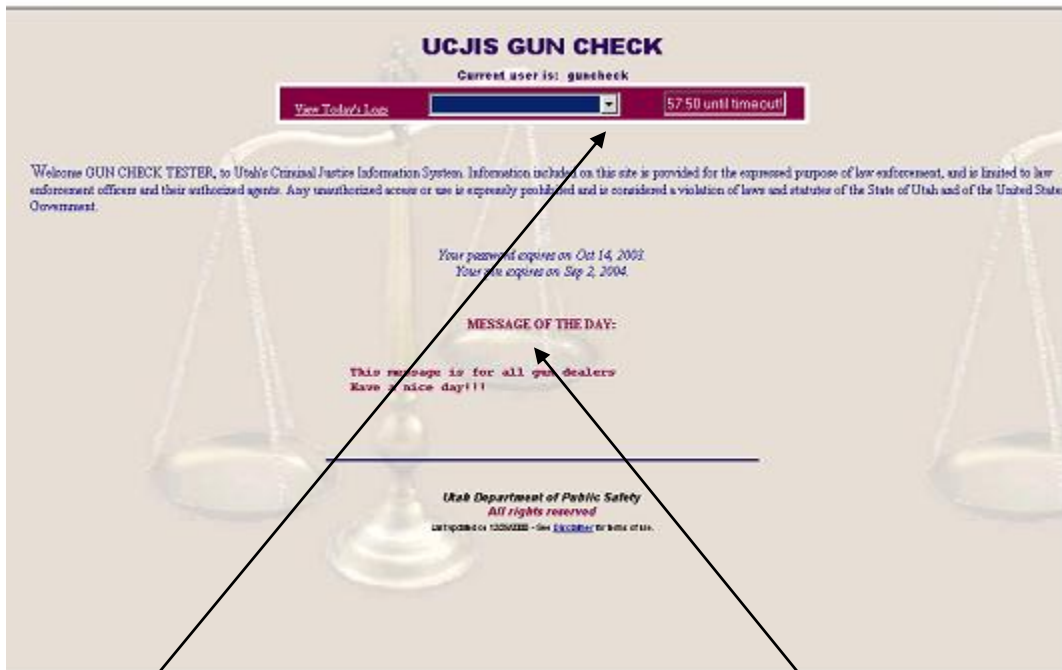 UCJIS GUN CHECK
Current user is: guncheck
View Today's Logs
57:50 until timeout!
Welcome GUN CHECK TESTER, to Utah's Criminal Justice Information System. Information included on this site is provided for the expressed purpose of law enforcement, and is limited to law
enforcement officers and their authorized agents. Any unauthorized access or use is expressly prohibited and is considered a violation of laws and statutes of the State of Utah and of the United State
Government.
Your password expires on Oct 14, 2003.
Your expires on Sep 2, 2004.
MESSAGE OF THE DAY:
This message is for all gun dealers
Have a nice day!!!
Utah Department of Public Safety
All rights reserved
Last updated on - See Disclaimer for terms of use.